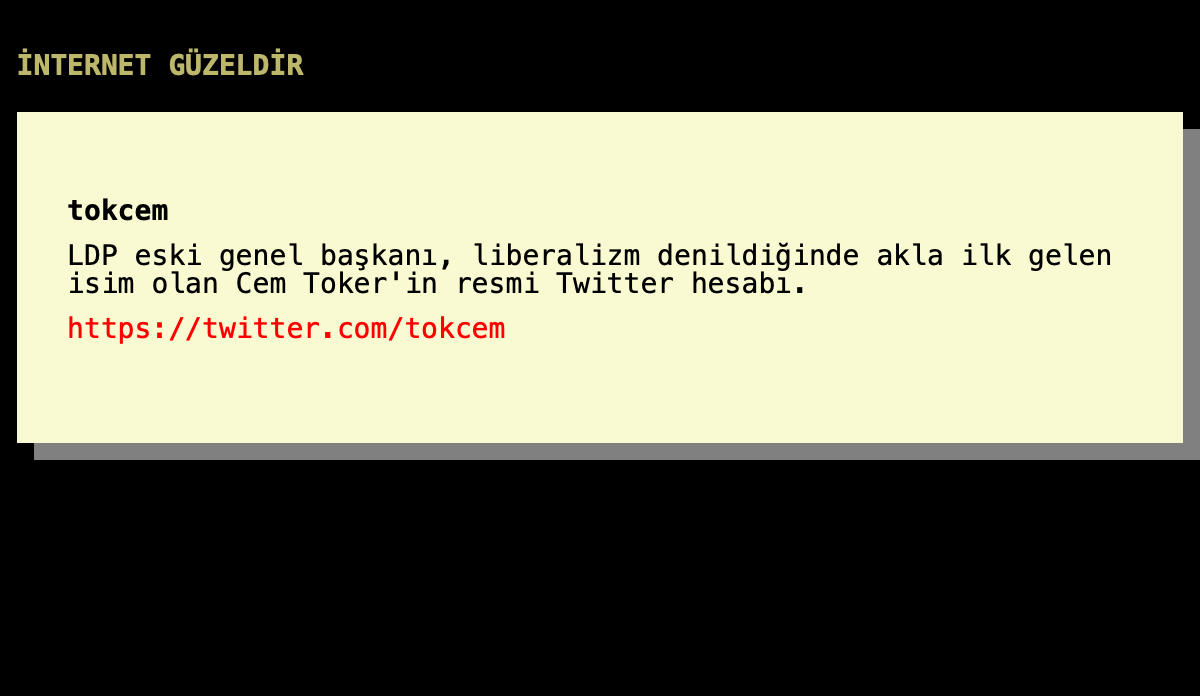 İNTERNET GÜZELDİR
tokcem
LDP eski genel başkanı, liberalizm denildiğinde akla ilk gelen
isim olan Cem Toker'in resmi Twitter hesabı.
https://twitter.com/tokcem